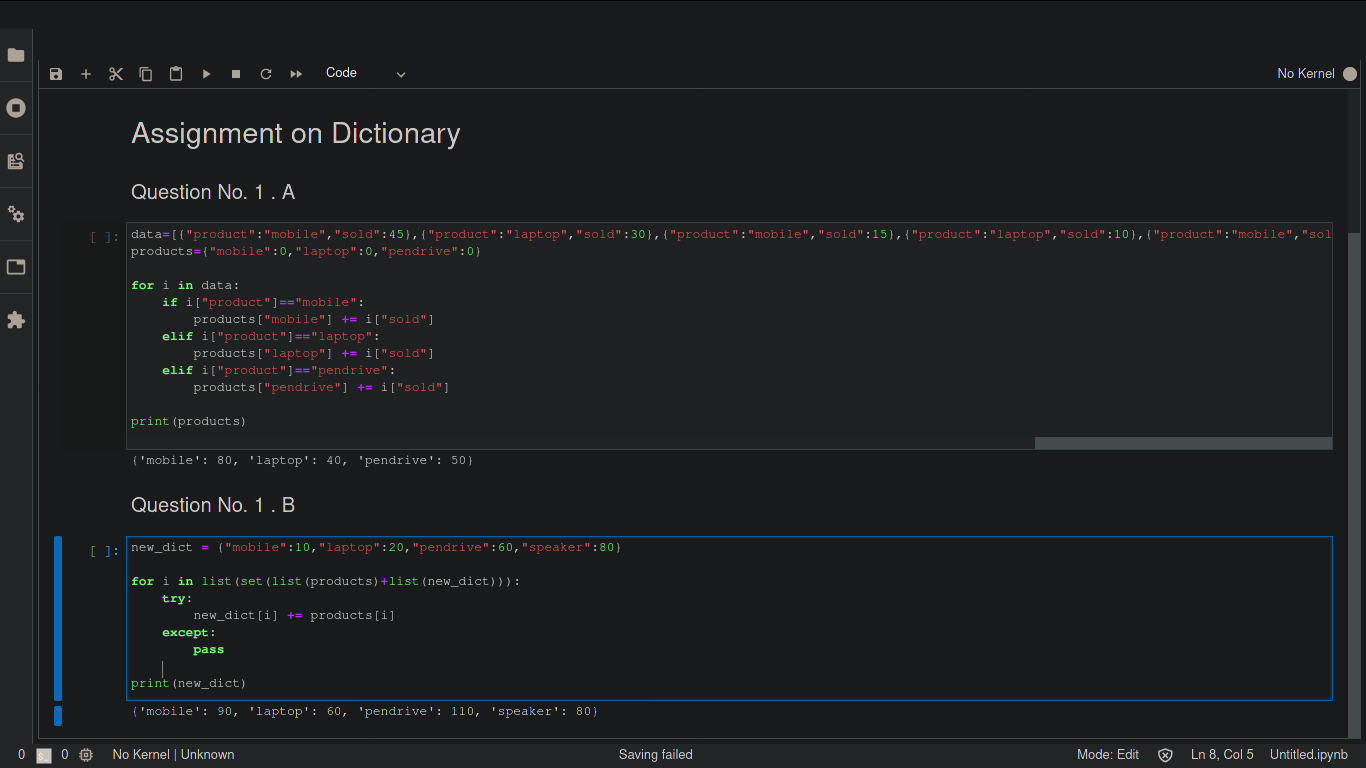 Code
No Kernel
Assignment on Dictionary
Question No. 1 . A
[ ]:
data=[{"product":"mobile","sold":45},{"product":"laptop","sold":30},{"product":"mobile","sold":15},{"product":"laptop","sold":10},{"product":"mobile","sol
products={"mobile":0,"laptop":0,"pendrive":0}
for i in data:
    if i["product"]=="mobile":
        products["mobile"] += i["sold"]
    elif i["product"]=="laptop":
        products["laptop"] += i["sold"]
    elif i["product"]=="pendrive":
        products["pendrive"] += i["sold"]
print(products)
{'mobile': 80, 'laptop': 40, 'pendrive': 50}
Question No. 1 . B
[ ]:
new_dict = {"mobile":10,"laptop":20,"pendrive":60,"speaker":80}
for i in list(set(list(products)+list(new_dict))):
    try:
        new_dict[i] += products[i]
    except:
        pass
print(new_dict)
{'mobile': 90, 'laptop': 60, 'pendrive': 110, 'speaker': 80}
0 $_ 0 No Kernel | Unknown Saving failed Mode: Edit Ln 8, Col 5 Untitled.ipynb